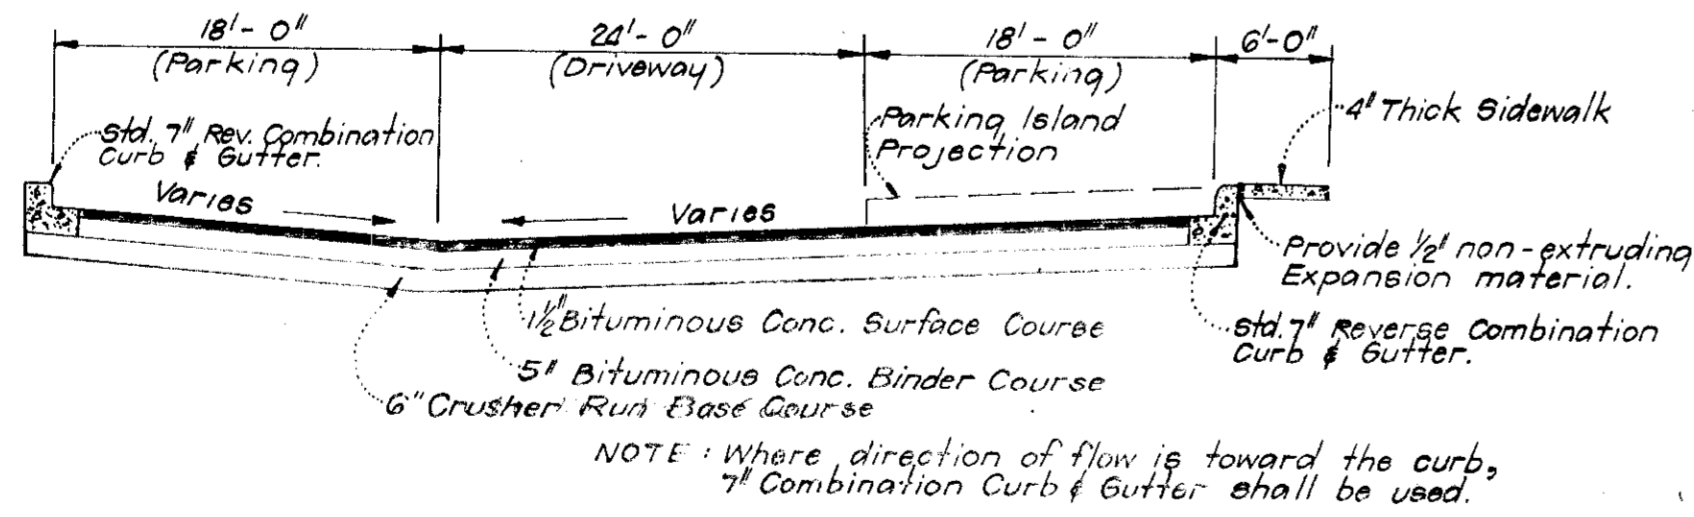 18'-0"
24'-0"
18'-0"
6'-0"
(Parking)
(Driveway)
(Parking)
4" Thick Sidewalk
Parking Island
Projection
Std. 7" Rev. Combination
Curb & Gutter.
Varies
Varies
Provide 1/2" non-extruding
Expansion material.
1 1/2" Bituminous Conc. Surface Course
Std. 7" Reverse Combination
Curb & Gutter.
5" Bituminous Conc. Binder Course
6" Crusher Run Base Course
NOTE: Where direction of flow is toward the curb,
7" Combination Curb & Gutter shall be used.